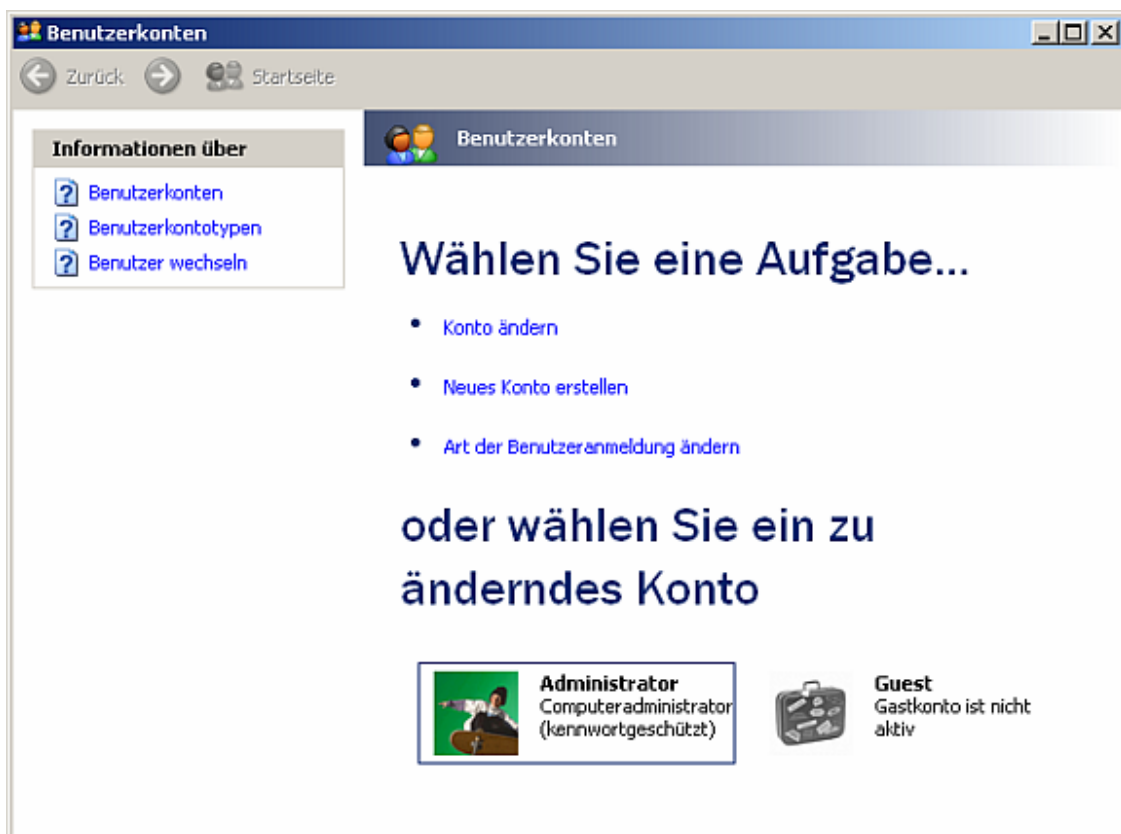 Benutzerkonten
Zurück
Startseite
Informationen über
Benutzerkonten
Benutzerkontotypen
Benutzer wechseln
Benutzerkonten
Wählen Sie eine Aufgabe...
Konto ändern
Neues Konto erstellen
Art der Benutzeranmeldung ändern
oder wählen Sie ein zu
änderndes Konto
Administrator
Computeradministrator
(kennwortgeschützt)
Guest
Gastkonto ist nicht
aktiv